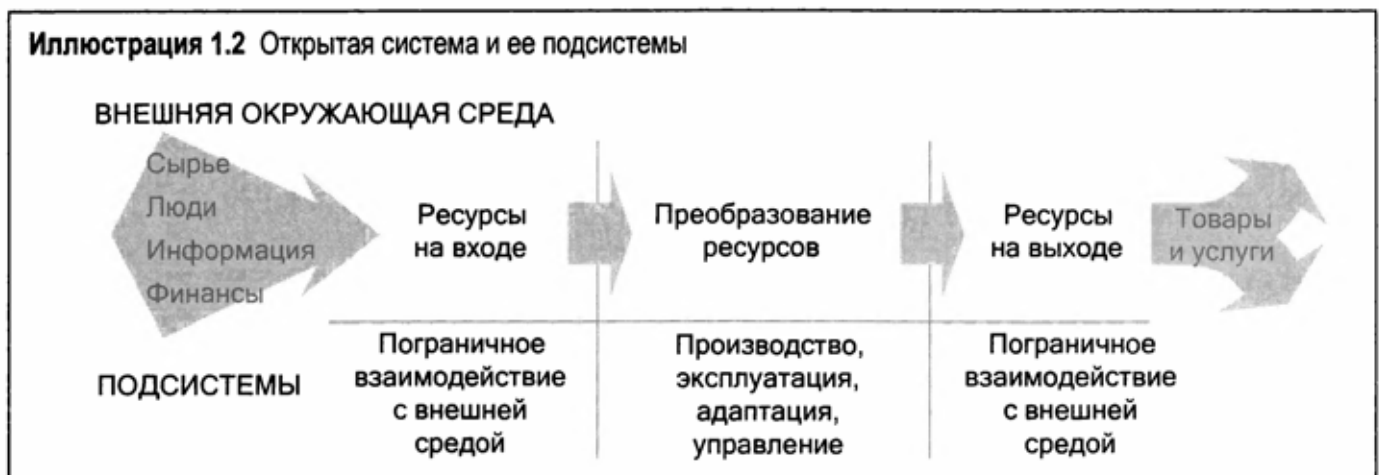 Иллюстрация 1.2 Открытая система и ее подсистемы
ВНЕШНЯЯ ОКРУЖАЮЩАЯ СРЕДА
Сырье
Люди
Информация
Финансы
Ресурсы
на входе
Преобразование
ресурсов
Ресурсы
на выходе
Товары
и услуги
ПОДСИСТЕМЫ
Пограничное
взаимодействие
с внешней
средой
Производство,
эксплуатация,
адаптация,
управление
Пограничное
взаимодействие
с внешней
средой